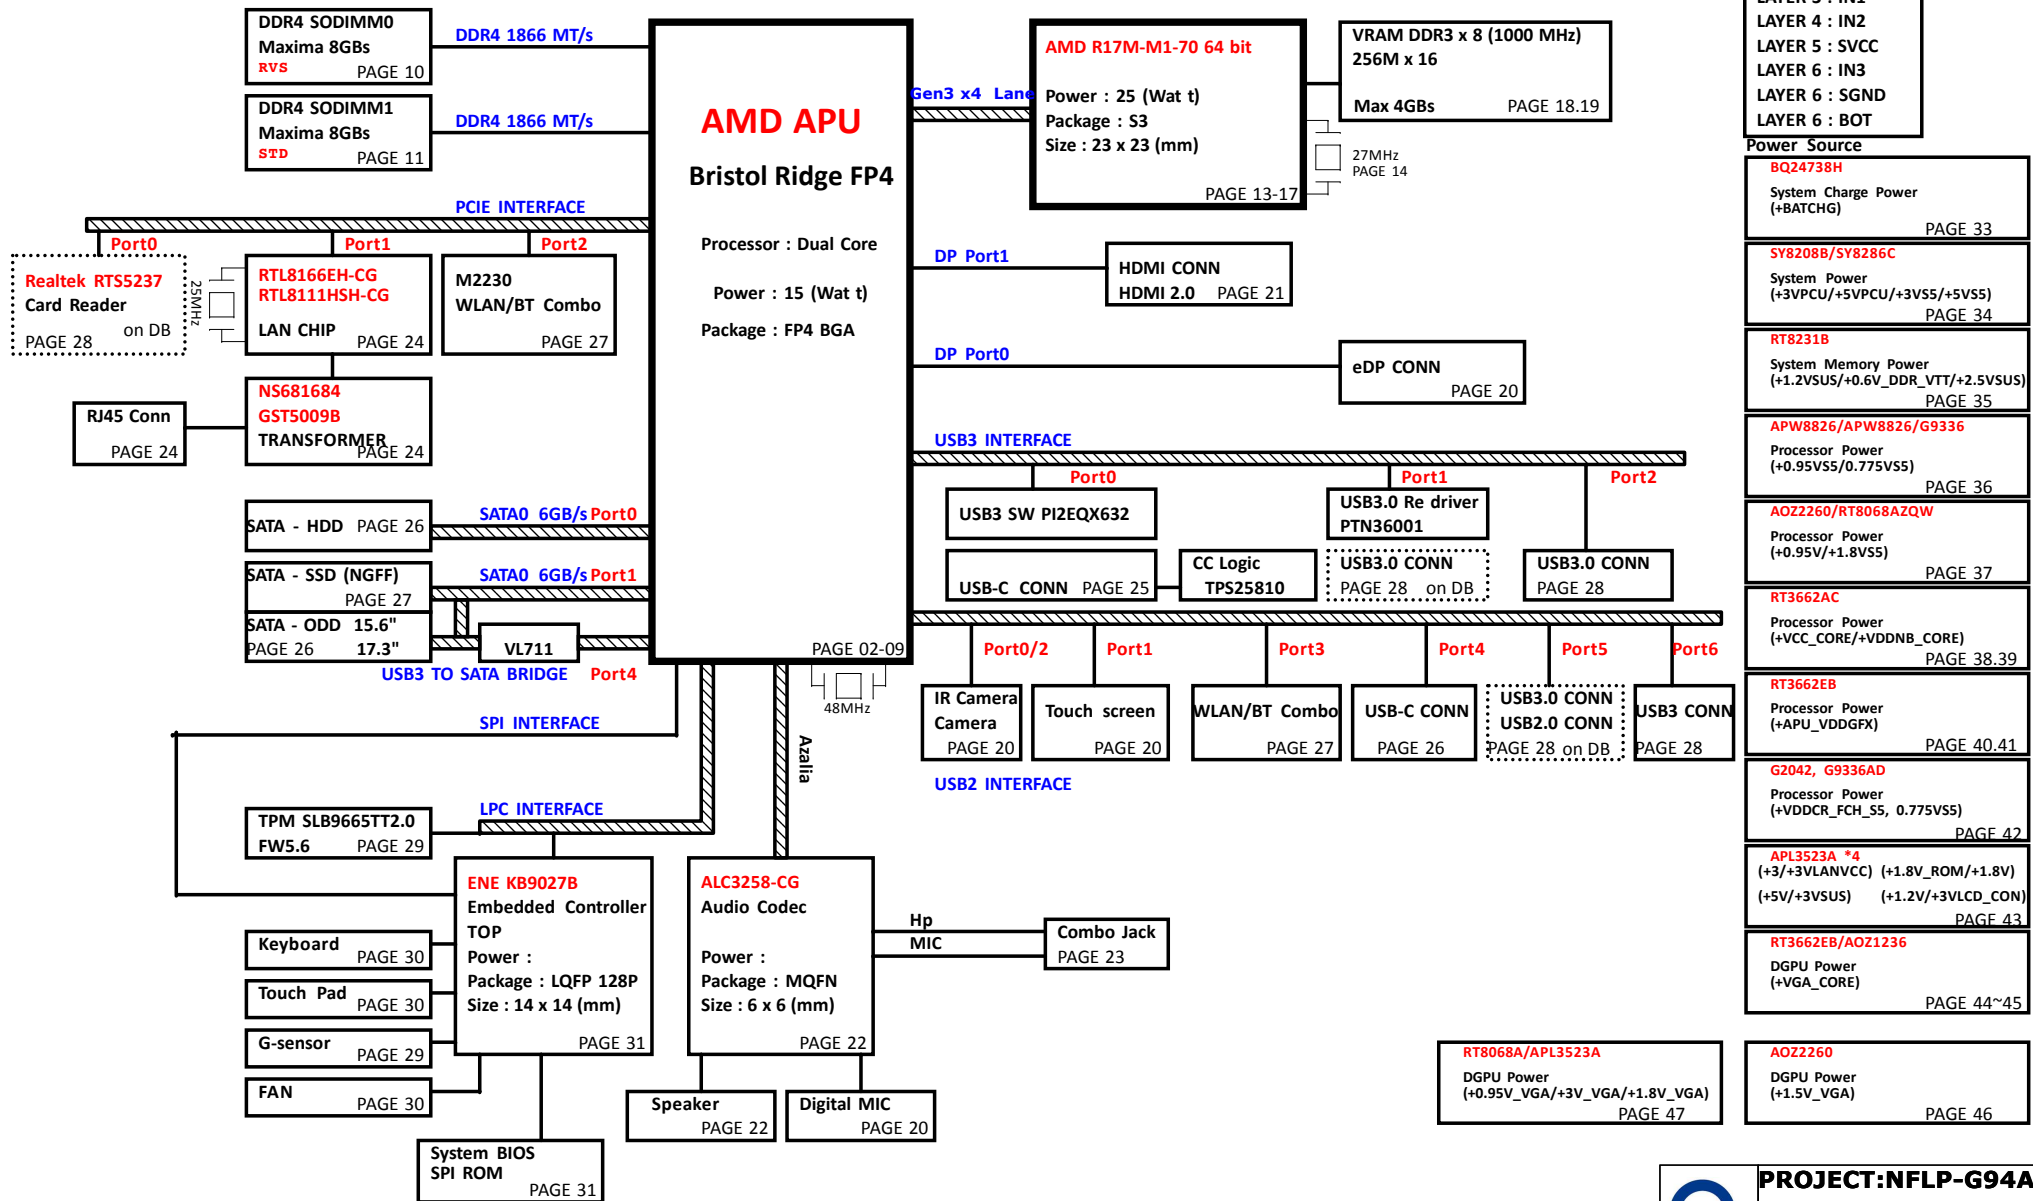 DDR4 SODIMM0
Maxima 8GBs
RVS
PAGE 10
DDR4 1866 MT/s
DDR4 SODIMM1
Maxima 8GBs
STD
PAGE 11
DDR4 1866 MT/s
AMD APU
Bristol Ridge FP4
Processor : Dual Core
Power : 15 (Wat t)
Package : FP4 BGA
PAGE 02-09
48MHz
Gen3 x4 Lane
AMD R17M-M1-70 64 bit
Power : 25 (Wat t)
Package : S3
Size : 23 x 23 (mm)
PAGE 13-17
VRAM DDR3 x 8 (1000 MHz)
256M x 16
Max 4GBs
PAGE 18.19
27MHz
PAGE 14
LAYER 3 : IN1
LAYER 4 : IN2
LAYER 5 : SVCC
LAYER 6 : IN3
LAYER 6 : SGND
LAYER 6 : BOT
PCIE INTERFACE
Port0
Port1
Port2
Realtek RTS5237
Card Reader
on DB
PAGE 28
25MHz
RTL8166EH-CG
RTL8111HSH-CG
LAN CHIP
PAGE 24
M2230
WLAN/BT Combo
PAGE 27
NS681684
GST5009B
TRANSFORMER
PAGE 24
RJ45 Conn
PAGE 24
DP Port1
HDMI CONN
HDMI 2.0
PAGE 21
DP Port0
eDP CONN
PAGE 20
SATA - HDD
PAGE 26
SATA0 6GB/s
Port0
SATA - SSD (NGFF)
PAGE 27
SATA0 6GB/s
Port1
SATA - ODD 15.6"
PAGE 26
17.3"
VL711
USB3 TO SATA BRIDGE
Port4
USB3 INTERFACE
Port0
Port1
Port2
USB3 SW PI2EQX632
USB3.0 Re driver
PTN36001
USB-C CONN
PAGE 25
CC Logic
TPS25810
USB3.0 CONN
PAGE 28
on DB
USB3.0 CONN
PAGE 28
Port0/2
Port1
Port3
Port4
Port5
Port6
IR Camera
Camera
PAGE 20
Touch screen
PAGE 20
WLAN/BT Combo
PAGE 27
USB-C CONN
PAGE 26
USB3.0 CONN
USB2.0 CONN
PAGE 28 on DB
USB3 CONN
PAGE 28
USB2 INTERFACE
SPI INTERFACE
Azalia
LPC INTERFACE
TPM SLB9665TT2.0
FW5.6
PAGE 29
ENE KB9027B
Embedded Controller
TOP
Power :
Package : LQFP 128P
Size : 14 x 14 (mm)
PAGE 31
Keyboard
PAGE 30
Touch Pad
PAGE 30
G-sensor
PAGE 29
FAN
PAGE 30
System BIOS
SPI ROM
PAGE 31
ALC3258-CG
Audio Codec
Power :
Package : MQFN
Size : 6 x 6 (mm)
PAGE 22
Hp
MIC
Combo Jack
PAGE 23
Speaker
PAGE 22
Digital MIC
PAGE 20
Power Source
BQ24738H
System Charge Power
(+BATCHG)
PAGE 33
SY8208B/SY8286C
System Power
(+3VPCU/+5VPCU/+3VS5/+5VS5)
PAGE 34
RT8231B
System Memory Power
(+1.2VSUS/+0.6V_DDR_VTT/+2.5VSUS)
PAGE 35
APW8826/APW8826/G9336
Processor Power
(+0.95VS5/0.775VS5)
PAGE 36
AOZ2260/RT8068AZQW
Processor Power
(+0.95V/+1.8VS5)
PAGE 37
RT3662AC
Processor Power
(+VCC_CORE/+VDDNB_CORE)
PAGE 38.39
RT3662EB
Processor Power
(+APU_VDDGFX)
PAGE 40.41
G2042, G9336AD
Processor Power
(+VDDCR_FCH_S5, 0.775VS5)
PAGE 42
APL3523A *4
(+3/+3VLANVCC) (+1.8V_ROM/+1.8V)
(+5V/+3VSUS) (+1.2V/+3VLCD_CON)
PAGE 43
RT3662EB/AOZ1236
DGPU Power
(+VGA_CORE)
PAGE 44~45
RT8068A/APL3523A
DGPU Power
(+0.95V_VGA/+3V_VGA/+1.8V_VGA)
PAGE 47
AOZ2260
DGPU Power
(+1.5V_VGA)
PAGE 46
PROJECT:NFLP-G94A